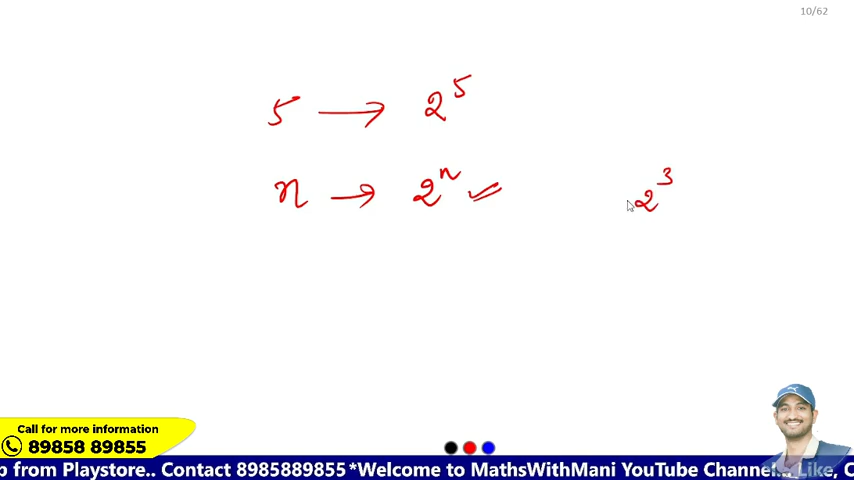 10/62
5 → 2^5
n → 2^n ✓
2^3
Call for more information
89858 89855
p from Playstore.. Contact 8985889855 *Welcome to MathsWithMani YouTube Channel.. Like, C